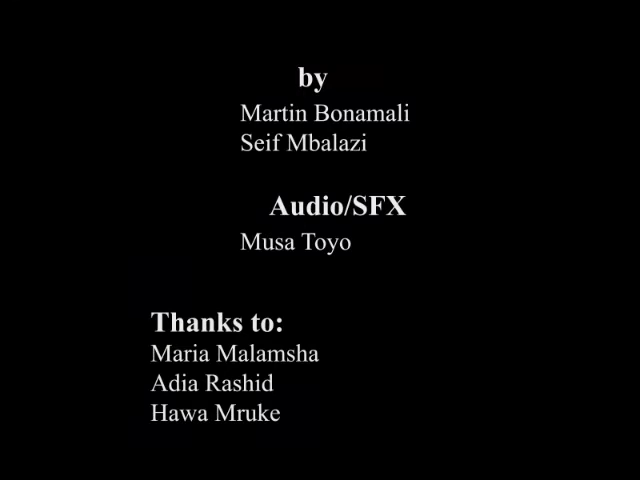 by
Martin Bonamali
Seif Mbalazi
Audio/SFX
Musa Toyo
Thanks to:
Maria Malamsha
Adia Rashid
Hawa Mruke